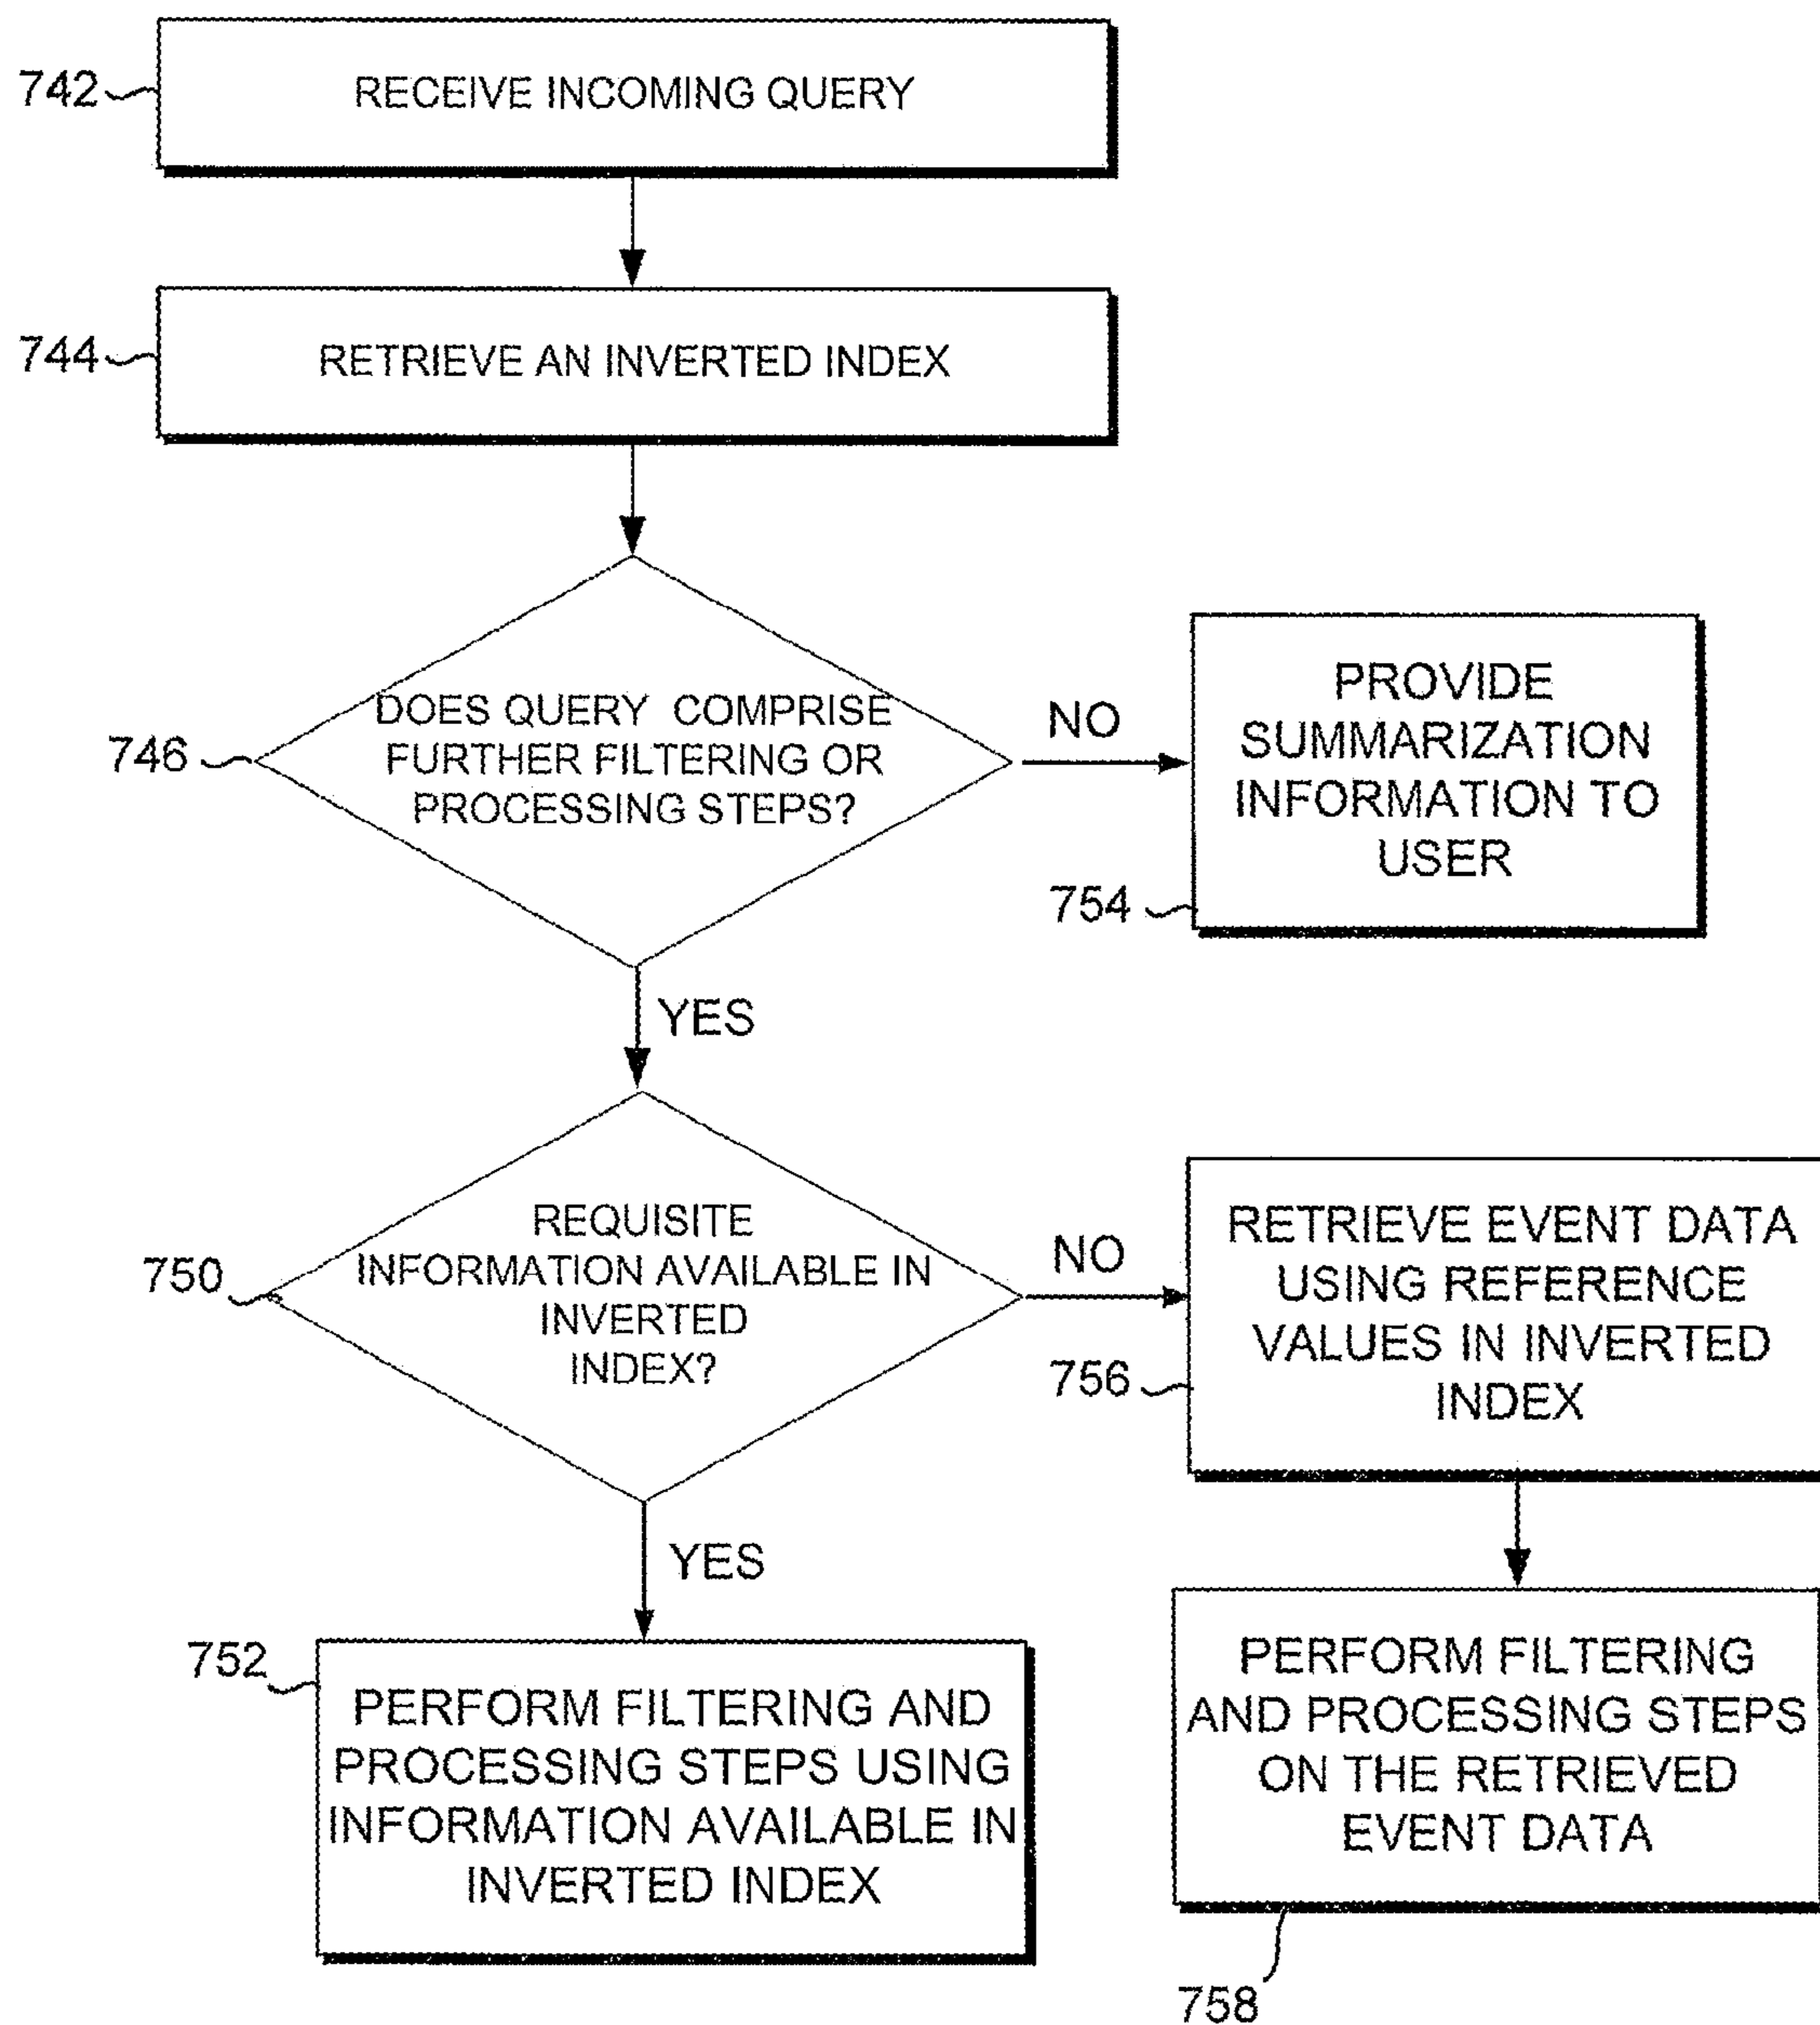 742
RECEIVE INCOMING QUERY
744
RETRIEVE AN INVERTED INDEX
746
DOES QUERY COMPRISE
FURTHER FILTERING OR
PROCESSING STEPS?
NO
PROVIDE
SUMMARIZATION
INFORMATION TO
USER
754
YES
750
REQUISITE
INFORMATION AVAILABLE IN
INVERTED
INDEX?
NO
RETRIEVE EVENT DATA
USING REFERENCE
VALUES IN INVERTED
INDEX
756
YES
752
PERFORM FILTERING AND
PROCESSING STEPS USING
INFORMATION AVAILABLE IN
INVERTED INDEX
PERFORM FILTERING
AND PROCESSING STEPS
ON THE RETRIEVED
EVENT DATA
758